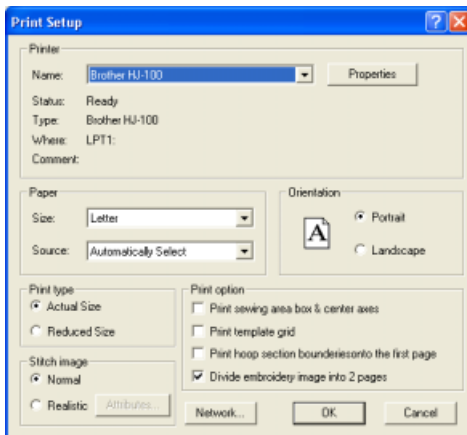 Print Setup
Printer
Name: Brother HJ-100 Properties
Status: Ready
Type: Brother HJ-100
Where: LPT1:
Comment:
Paper
Size: Letter
Source: Automatically Select
Orientation
A
Portrait
Landscape
Print type
Actual Size
Reduced Size
Print option
Print sewing area box & center axes
Print template grid
Print hoop section bounderiesonto the first page
Divide embroidery image into 2 pages
Stitch image
Normal
Realistic Attributes...
Network... OK Cancel